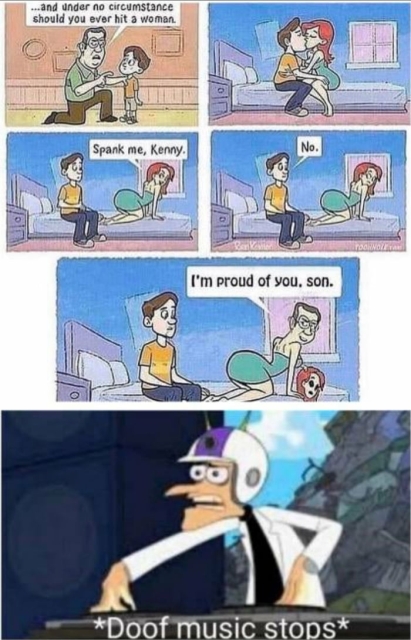 ...and under no circumstance
should you ever hit a woman.
Spank me, Kenny.
No.
I'm proud of you, son.
*Doof music stops*